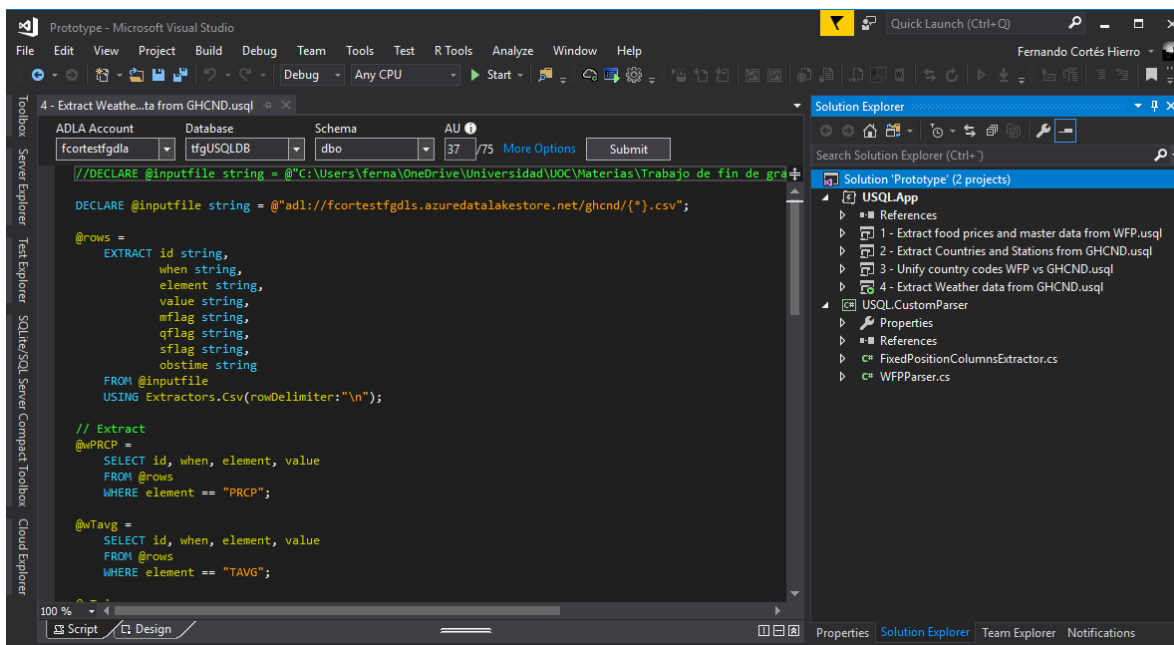 Prototype - Microsoft Visual Studio
Quick Launch (Ctrl+Q)
File Edit View Project Build Debug Team Tools Test R Tools Analyze Window Help
Fernando Cortés Hierro
Debug Any CPU Start
Toolbox
Server Explorer
Test Explorer
SQLite/SQL Server Compact Toolbox
Cloud Explorer
4 - Extract Weathe...ta from GHCND.usql
ADLA Account Database Schema AU
fcortestfgdla tfgUSQLDB dbo 37 /75 More Options Submit
//DECLARE @inputfile string = @"C:\Users\ferna\OneDrive\Universidad\UOC\Materias\Trabajo de fin de gra
DECLARE @inputfile string = @"adl://fcortestfgdls.azuredatalakestore.net/ghcnd/{*}.csv";
@rows =
EXTRACT id string,
when string,
element string,
value string,
mflag string,
qflag string,
sflag string,
obstime string
FROM @inputfile
USING Extractors.Csv(rowDelimiter:"\n");
// Extract
@wPRCP =
SELECT id, when, element, value
FROM @rows
WHERE element == "PRCP";
@wTavg =
SELECT id, when, element, value
FROM @rows
WHERE element == "TAVG";
100 %
Script Design
Solution Explorer
Search Solution Explorer (Ctrl+´)
Solution 'Prototype' (2 projects)
USQL.App
References
1 - Extract food prices and master data from WFP.usql
2 - Extract Countries and Stations from GHCND.usql
3 - Unify country codes WFP vs GHCND.usql
4 - Extract Weather data from GHCND.usql
USQL.CustomParser
Properties
References
C# FixedPositionColumnsExtractor.cs
C# WFPParser.cs
Properties Solution Explorer Team Explorer Notifications